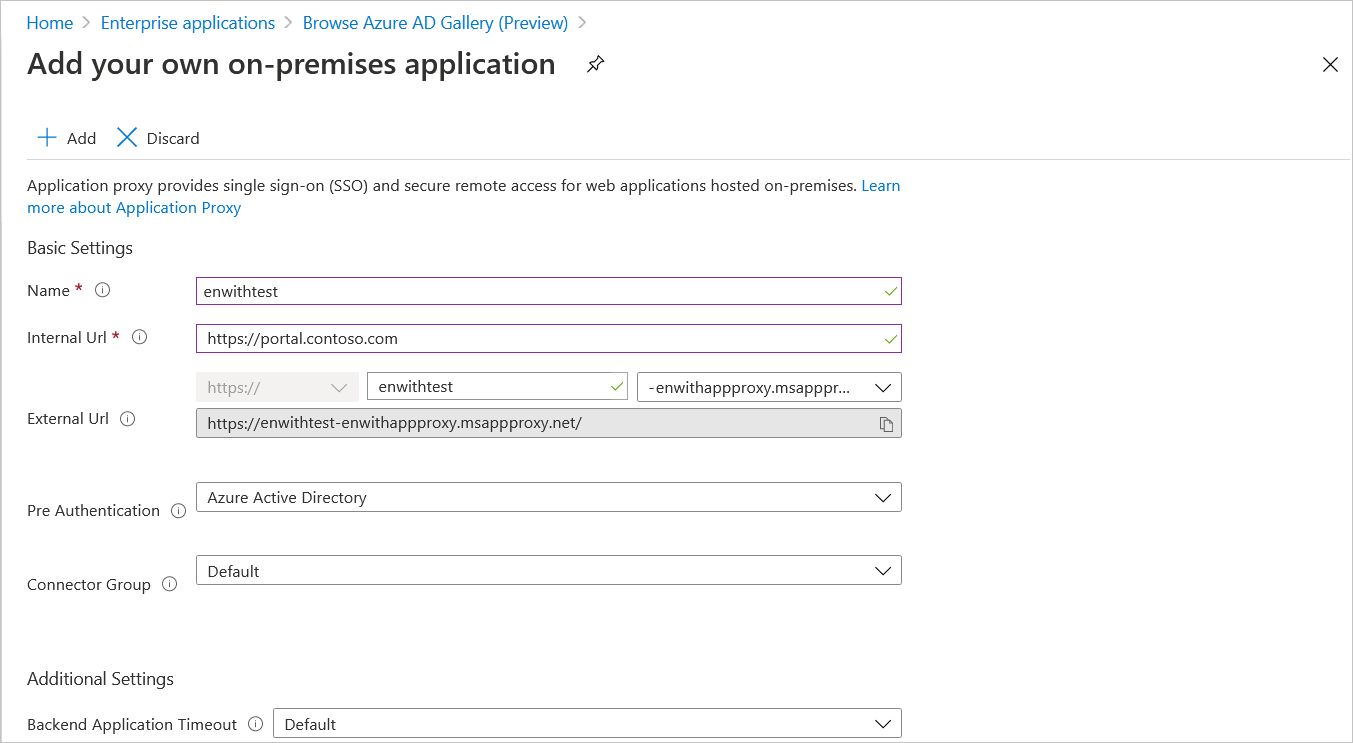 Home > Enterprise applications > Browse Azure AD Gallery (Preview) >
Add your own on-premises application
Add Discard
Application proxy provides single sign-on (SSO) and secure remote access for web applications hosted on-premises. Learn
more about Application Proxy
Basic Settings
Name * enwithtest
Internal Url * https://portal.contoso.com
https:// enwithtest -enwithappproxy.msapppr...
External Url https://enwithtest-enwithappproxy.msappproxy.net/
Pre Authentication Azure Active Directory
Connector Group Default
Additional Settings
Backend Application Timeout Default